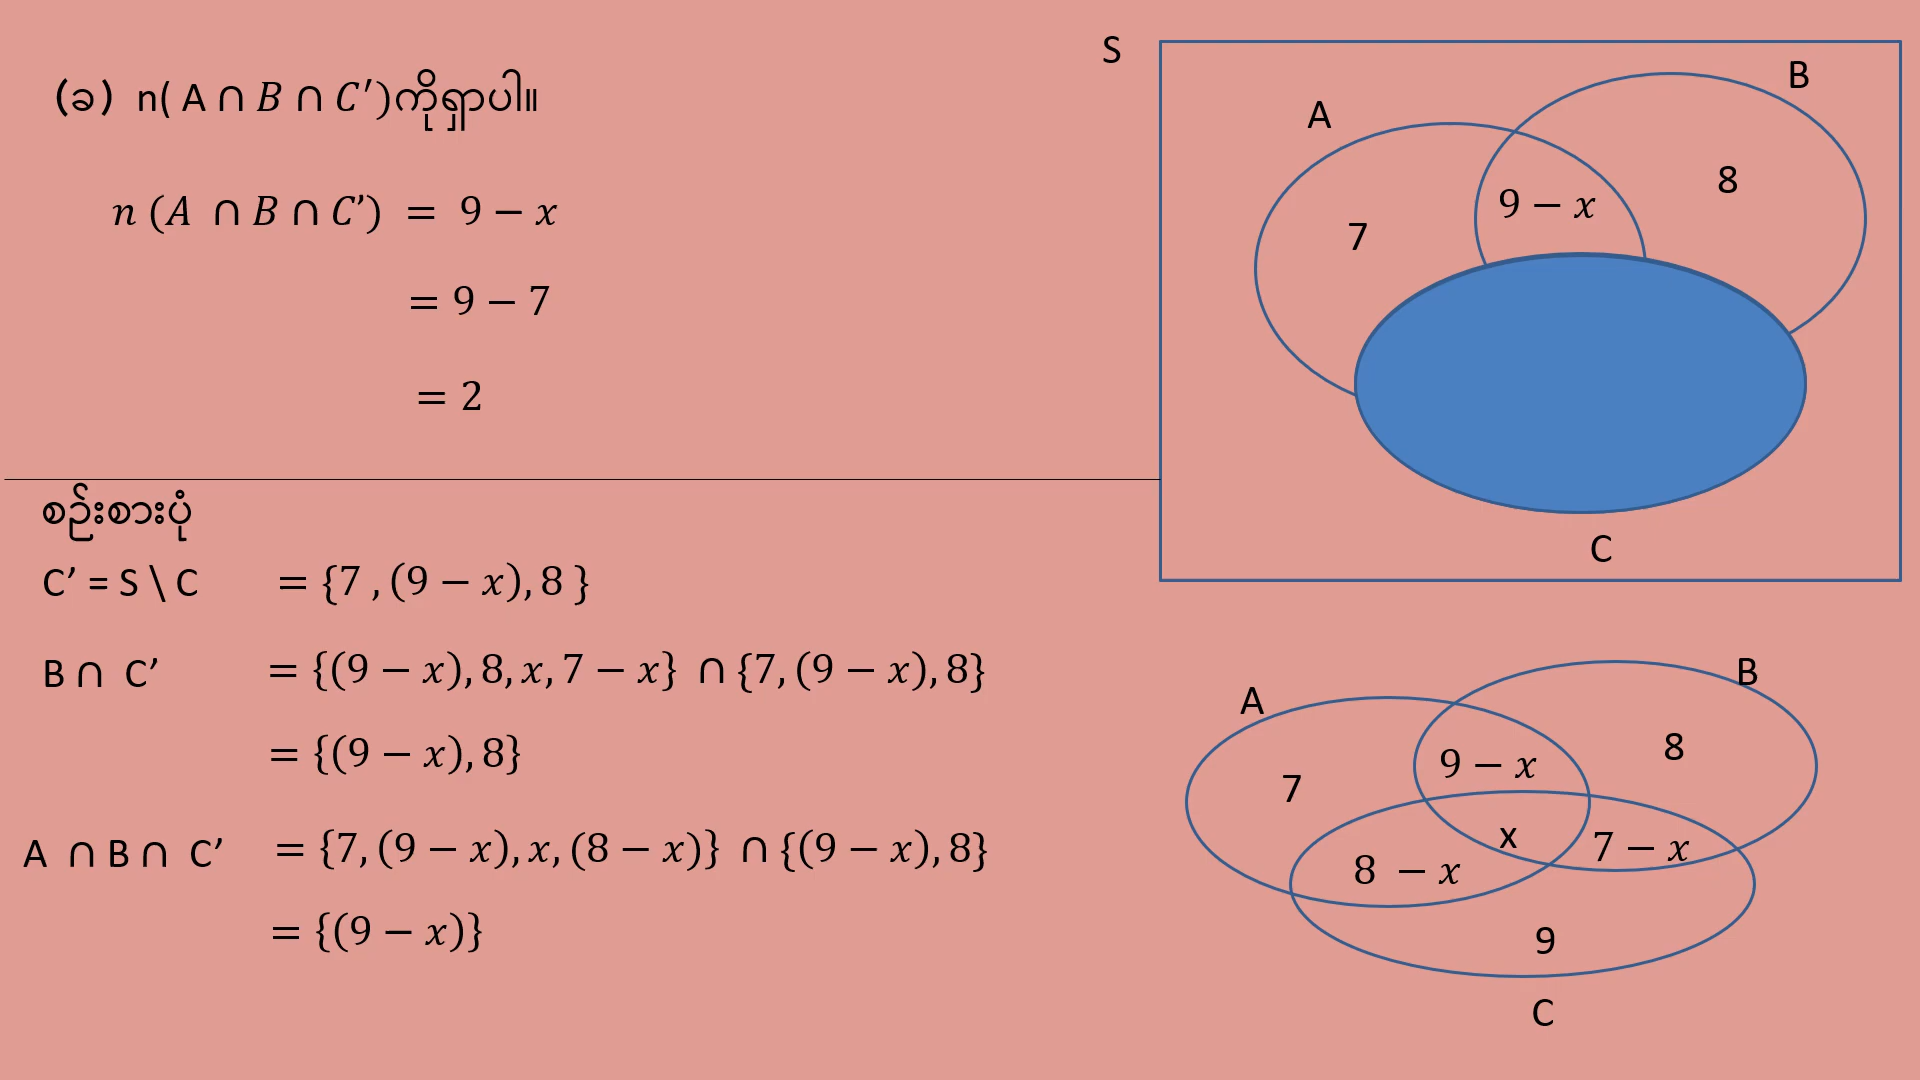 (ခ) n( A ∩ B ∩ C′)ကိုရှာပါ။
n (A ∩ B ∩ C’) = 9 − x
= 9 − 7
= 2
S
A
B
7
9 − x
8
C
စဉ်းစားပုံ
C’ = S \ C = {7 , (9 − x), 8 }
B ∩ C’ = {(9 − x), 8, x, 7 − x} ∩ {7, (9 − x), 8}
= {(9 − x), 8}
A ∩ B ∩ C’ = {7, (9 − x), x, (8 − x)} ∩ {(9 − x), 8}
= {(9 − x)}
A
B
7
9 − x
8
x
7 − x
8 − x
9
C